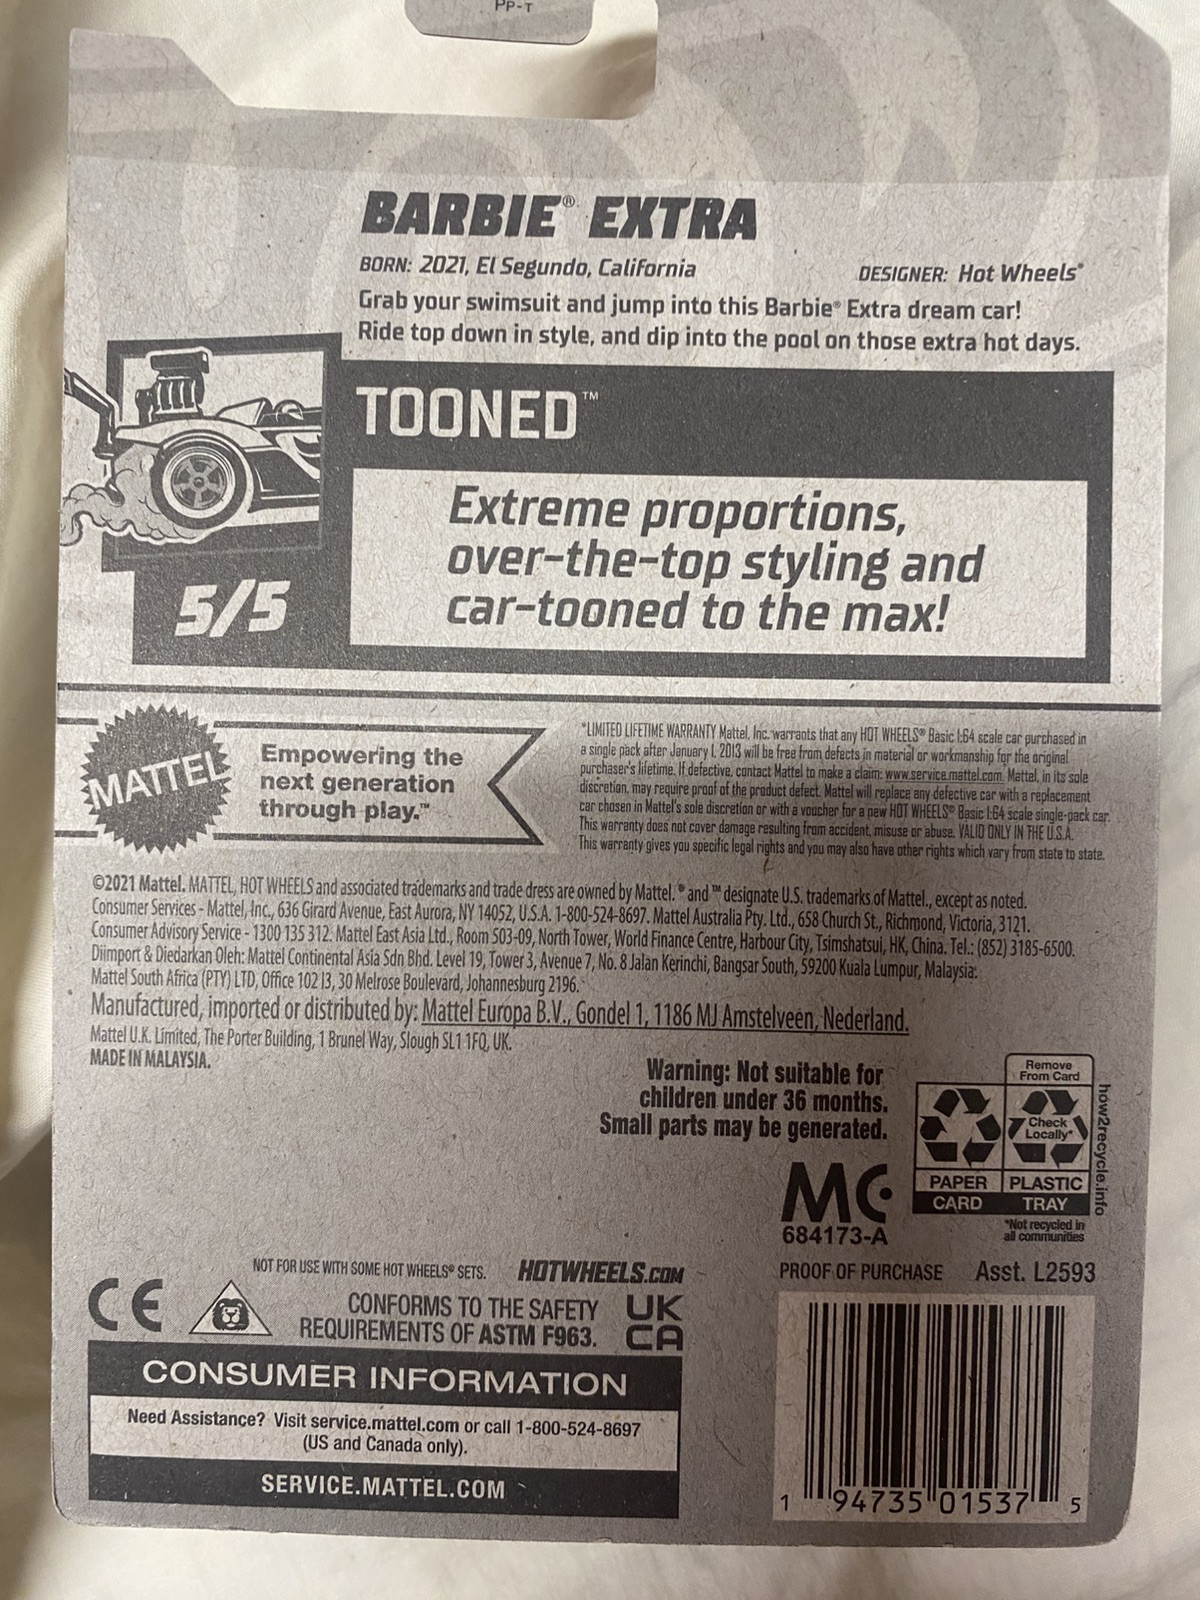 PP-T
BARBIE® EXTRA
BORN: 2021, El Segundo, California
DESIGNER: Hot Wheels®
Grab your swimsuit and jump into this Barbie® Extra dream car!
Ride top down in style, and dip into the pool on those extra hot days.
TOONED™
Extreme proportions,
over-the-top styling and
car-tooned to the max!
5/5
MATTEL
Empowering the
next generation
through play.™
*LIMITED LIFETIME WARRANTY Mattel, Inc. warrants that any HOT WHEELS® Basic 1:64 scale car purchased in
a single pack after January 1, 2013 will be free from defects in material or workmanship for the original
purchaser's lifetime. If defective, contact Mattel to make a claim: www.service.mattel.com. Mattel, in its sole
discretion, may require proof of the product defect. Mattel will replace any defective car with a replacement
car chosen in Mattel's sole discretion or with a voucher for a new HOT WHEELS® Basic 1:64 scale single-pack car.
This warranty does not cover damage resulting from accident, misuse or abuse. VALID ONLY IN THE U.S.A.
This warranty gives you specific legal rights and you may also have other rights which vary from state to state.
©2021 Mattel. MATTEL, HOT WHEELS and associated trademarks and trade dress are owned by Mattel. ® and ™ designate U.S. trademarks of Mattel, except as noted.
Consumer Services - Mattel, Inc., 636 Girard Avenue, East Aurora, NY 14052, U.S.A. 1-800-524-8697. Mattel Australia Pty. Ltd., 658 Church St., Richmond, Victoria, 3121.
Consumer Advisory Service - 1300 135 312. Mattel East Asia Ltd., Room 503-09, North Tower, World Finance Centre, Harbour City, Tsimshatsui, HK, China. Tel.: (852) 3185-6500.
Diimport & Diedarkan Oleh: Mattel Continental Asia Sdn Bhd. Level 19, Tower 3, Avenue 7, No. 8 Jalan Kerinchi, Bangsar South, 59200 Kuala Lumpur, Malaysia.
Mattel South Africa (PTY) LTD, Office 102 I3, 30 Melrose Boulevard, Johannesburg 2196.
Manufactured, imported or distributed by: Mattel Europa B.V., Gondel 1, 1186 MJ Amstelveen, Nederland.
Mattel U.K. Limited, The Porter Building, 1 Brunel Way, Slough SL1 1FQ, UK.
MADE IN MALAYSIA.
Warning: Not suitable for
children under 36 months.
Small parts may be generated.
Remove
From Card
Check
Locally*
PAPER
PLASTIC
CARD
TRAY
*Not recycled in
all communities
how2recycle.info
MC
684173-A
PROOF OF PURCHASE
Asst. L2593
NOT FOR USE WITH SOME HOT WHEELS® SETS.
HOTWHEELS.COM
CE
CONFORMS TO THE SAFETY
REQUIREMENTS OF ASTM F963.
UK
CA
CONSUMER INFORMATION
Need Assistance? Visit service.mattel.com or call 1-800-524-8697
(US and Canada only).
SERVICE.MATTEL.COM
1 94735 01537 5